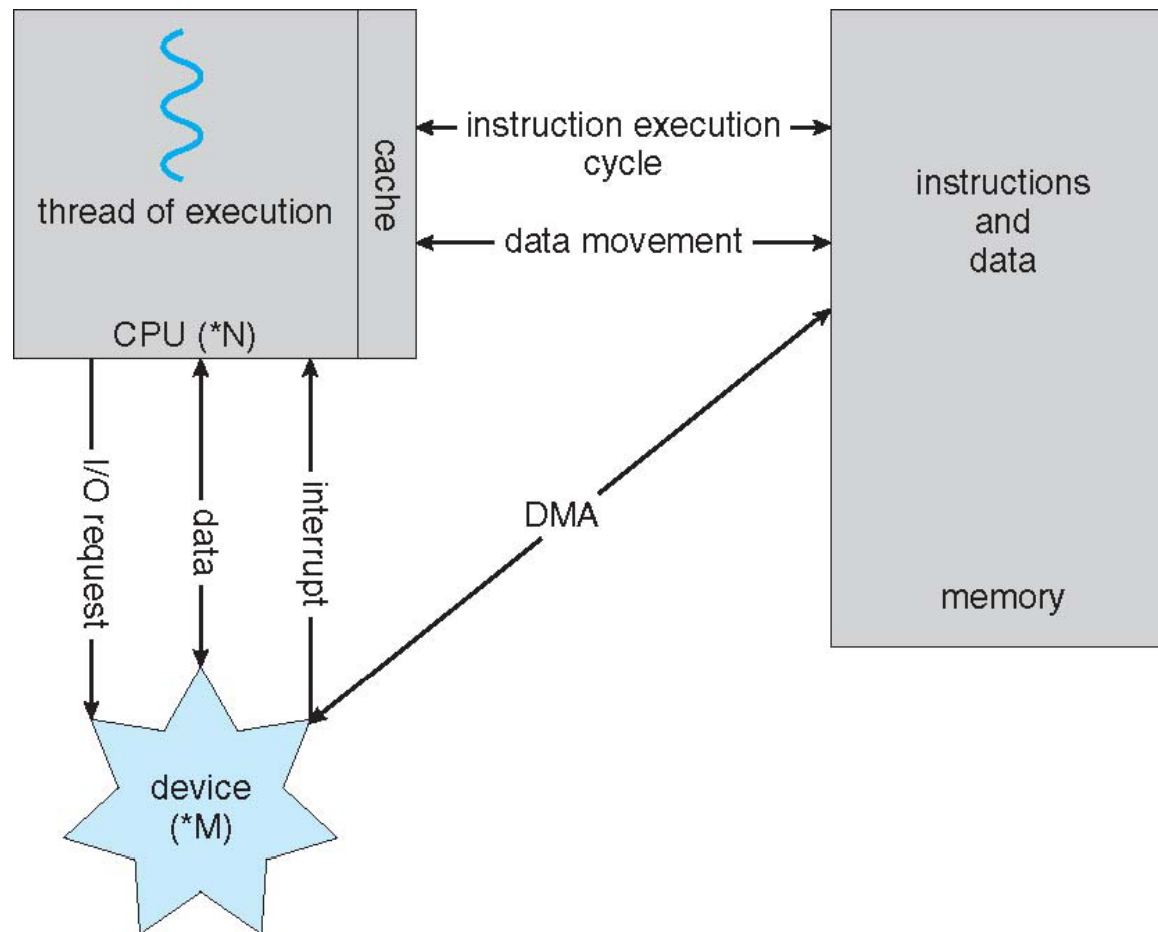 thread of execution
CPU (*N)
cache
instruction execution
cycle
data movement
instructions
and
data
memory
I/O request
data
interrupt
DMA
device
(*M)